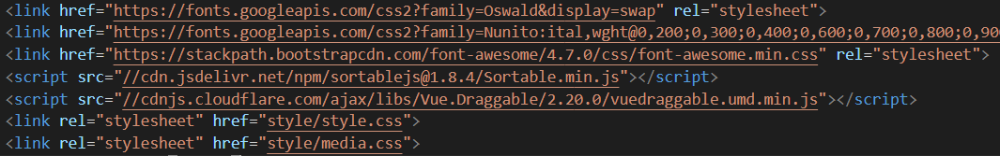 <link href="https://fonts.googleapis.com/css2?family=Oswald&display=swap" rel="stylesheet">
<link href="https://fonts.googleapis.com/css2?family=Nunito:ital,wght@0,200;0,300;0,400;0,600;0,700;0,800;0,90
<link href="https://stackpath.bootstrapcdn.com/font-awesome/4.7.0/css/font-awesome.min.css" rel="stylesheet">
<script src="//cdn.jsdelivr.net/npm/sortablejs@1.8.4/Sortable.min.js"></script>
<script src="//cdnjs.cloudflare.com/ajax/libs/Vue.Draggable/2.20.0/vuedraggable.umd.min.js"></script>
<link rel="stylesheet" href="style/style.css">
<link rel="stylesheet" href="style/media.css">